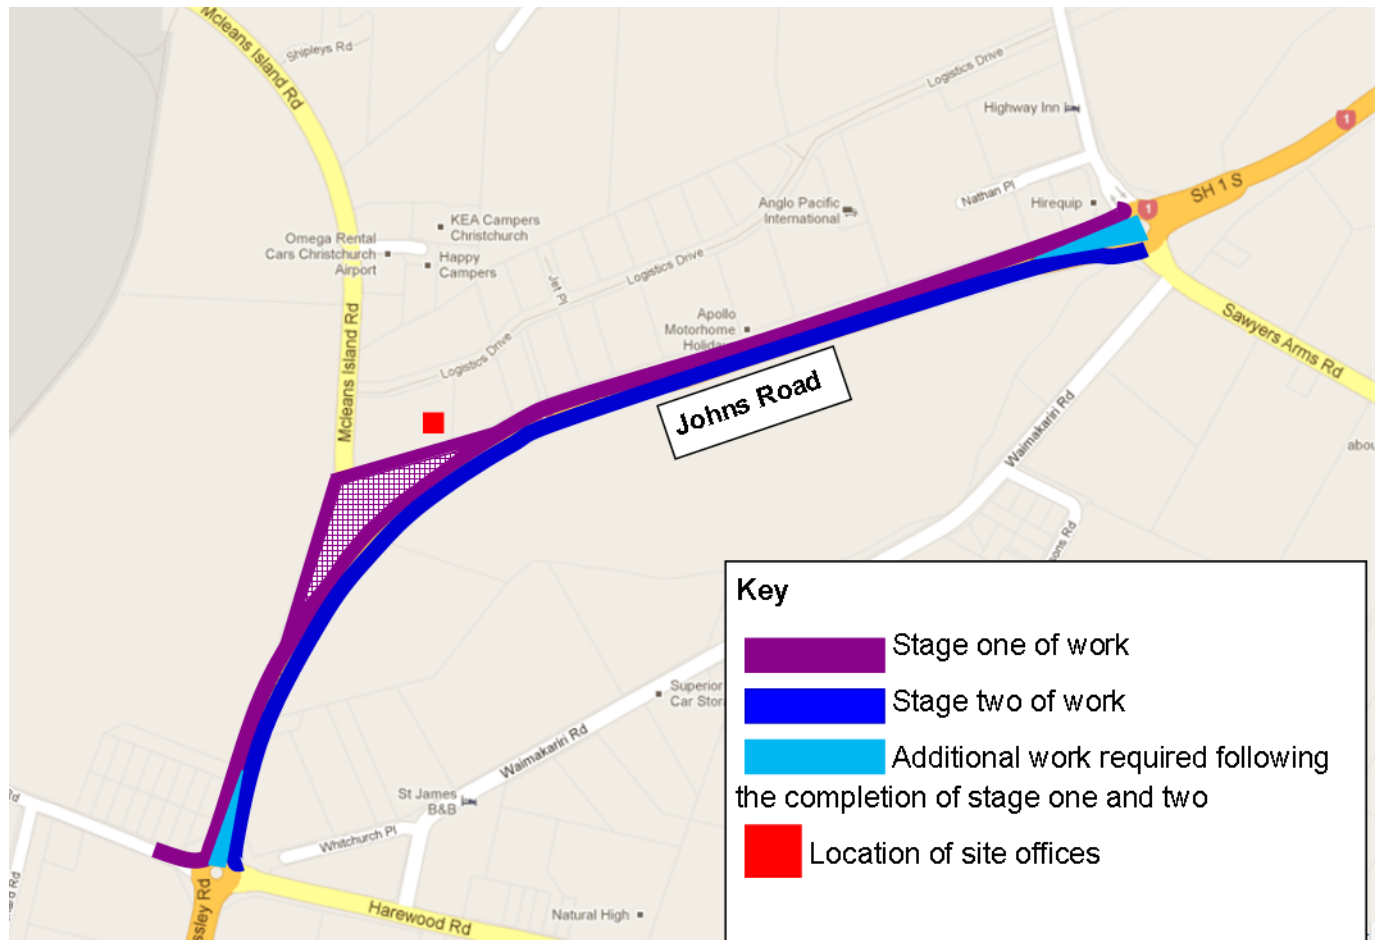 Mcleans Island Rd
Shipleys Rd
Logistics Drive
Highway Inn
1
SH 1 S
1
Nathan Pl
Hirequip
Anglo Pacific
International
KEA Campers
Christchurch
Omega Rental
Cars Christchurch
Airport
Happy
Campers
Jet Pl
Logistics Drive
Mcleans Island Rd
Apollo
Motorhome
Logistics Drive
Sawyers Arms Rd
Johns Road
Waimakariri Rd
Key
Stage one of work
Stage two of work
Additional work required following
the completion of stage one and two
Location of site offices
Superior
Waimakariri Rd
St James
B&B
Whitchurch Pl
Rd
Harewood Rd
Natural High